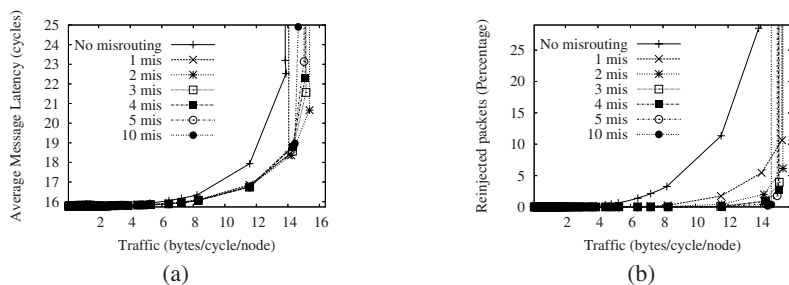 Average Message Latency (cycles)
25
24
23
22
21
20
19
18
17
16
No misrouting
1 mis
2 mis
3 mis
4 mis
5 mis
10 mis
2 4 6 8 10 12 14 16
Traffic (bytes/cycle/node)
(a)
Reinjected packets (Percentage)
25
20
15
10
5
0
No misrouting
1 mis
2 mis
3 mis
4 mis
5 mis
10 mis
2 4 6 8 10 12 14
Traffic (bytes/cycle/node)
(b)